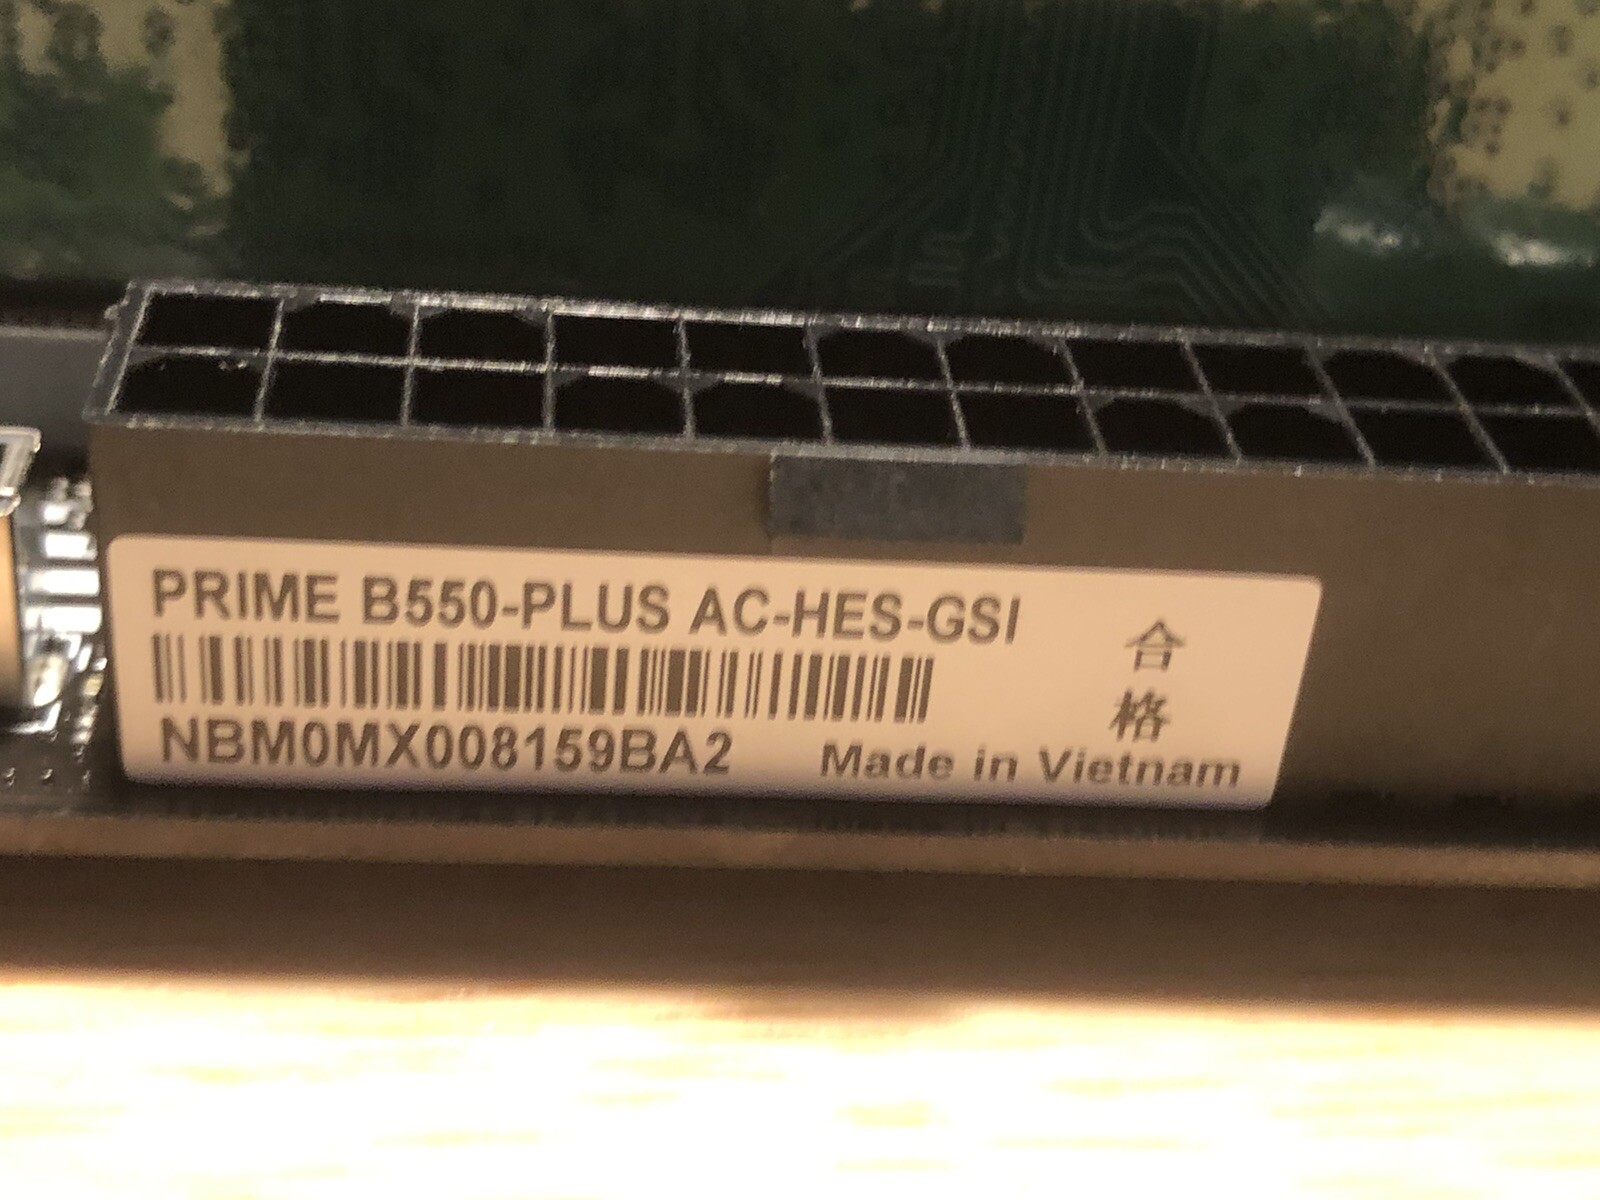 PRIME B550-PLUS AC-HES-GSI
合格
NBM0MX008159BA2
Made in Vietnam